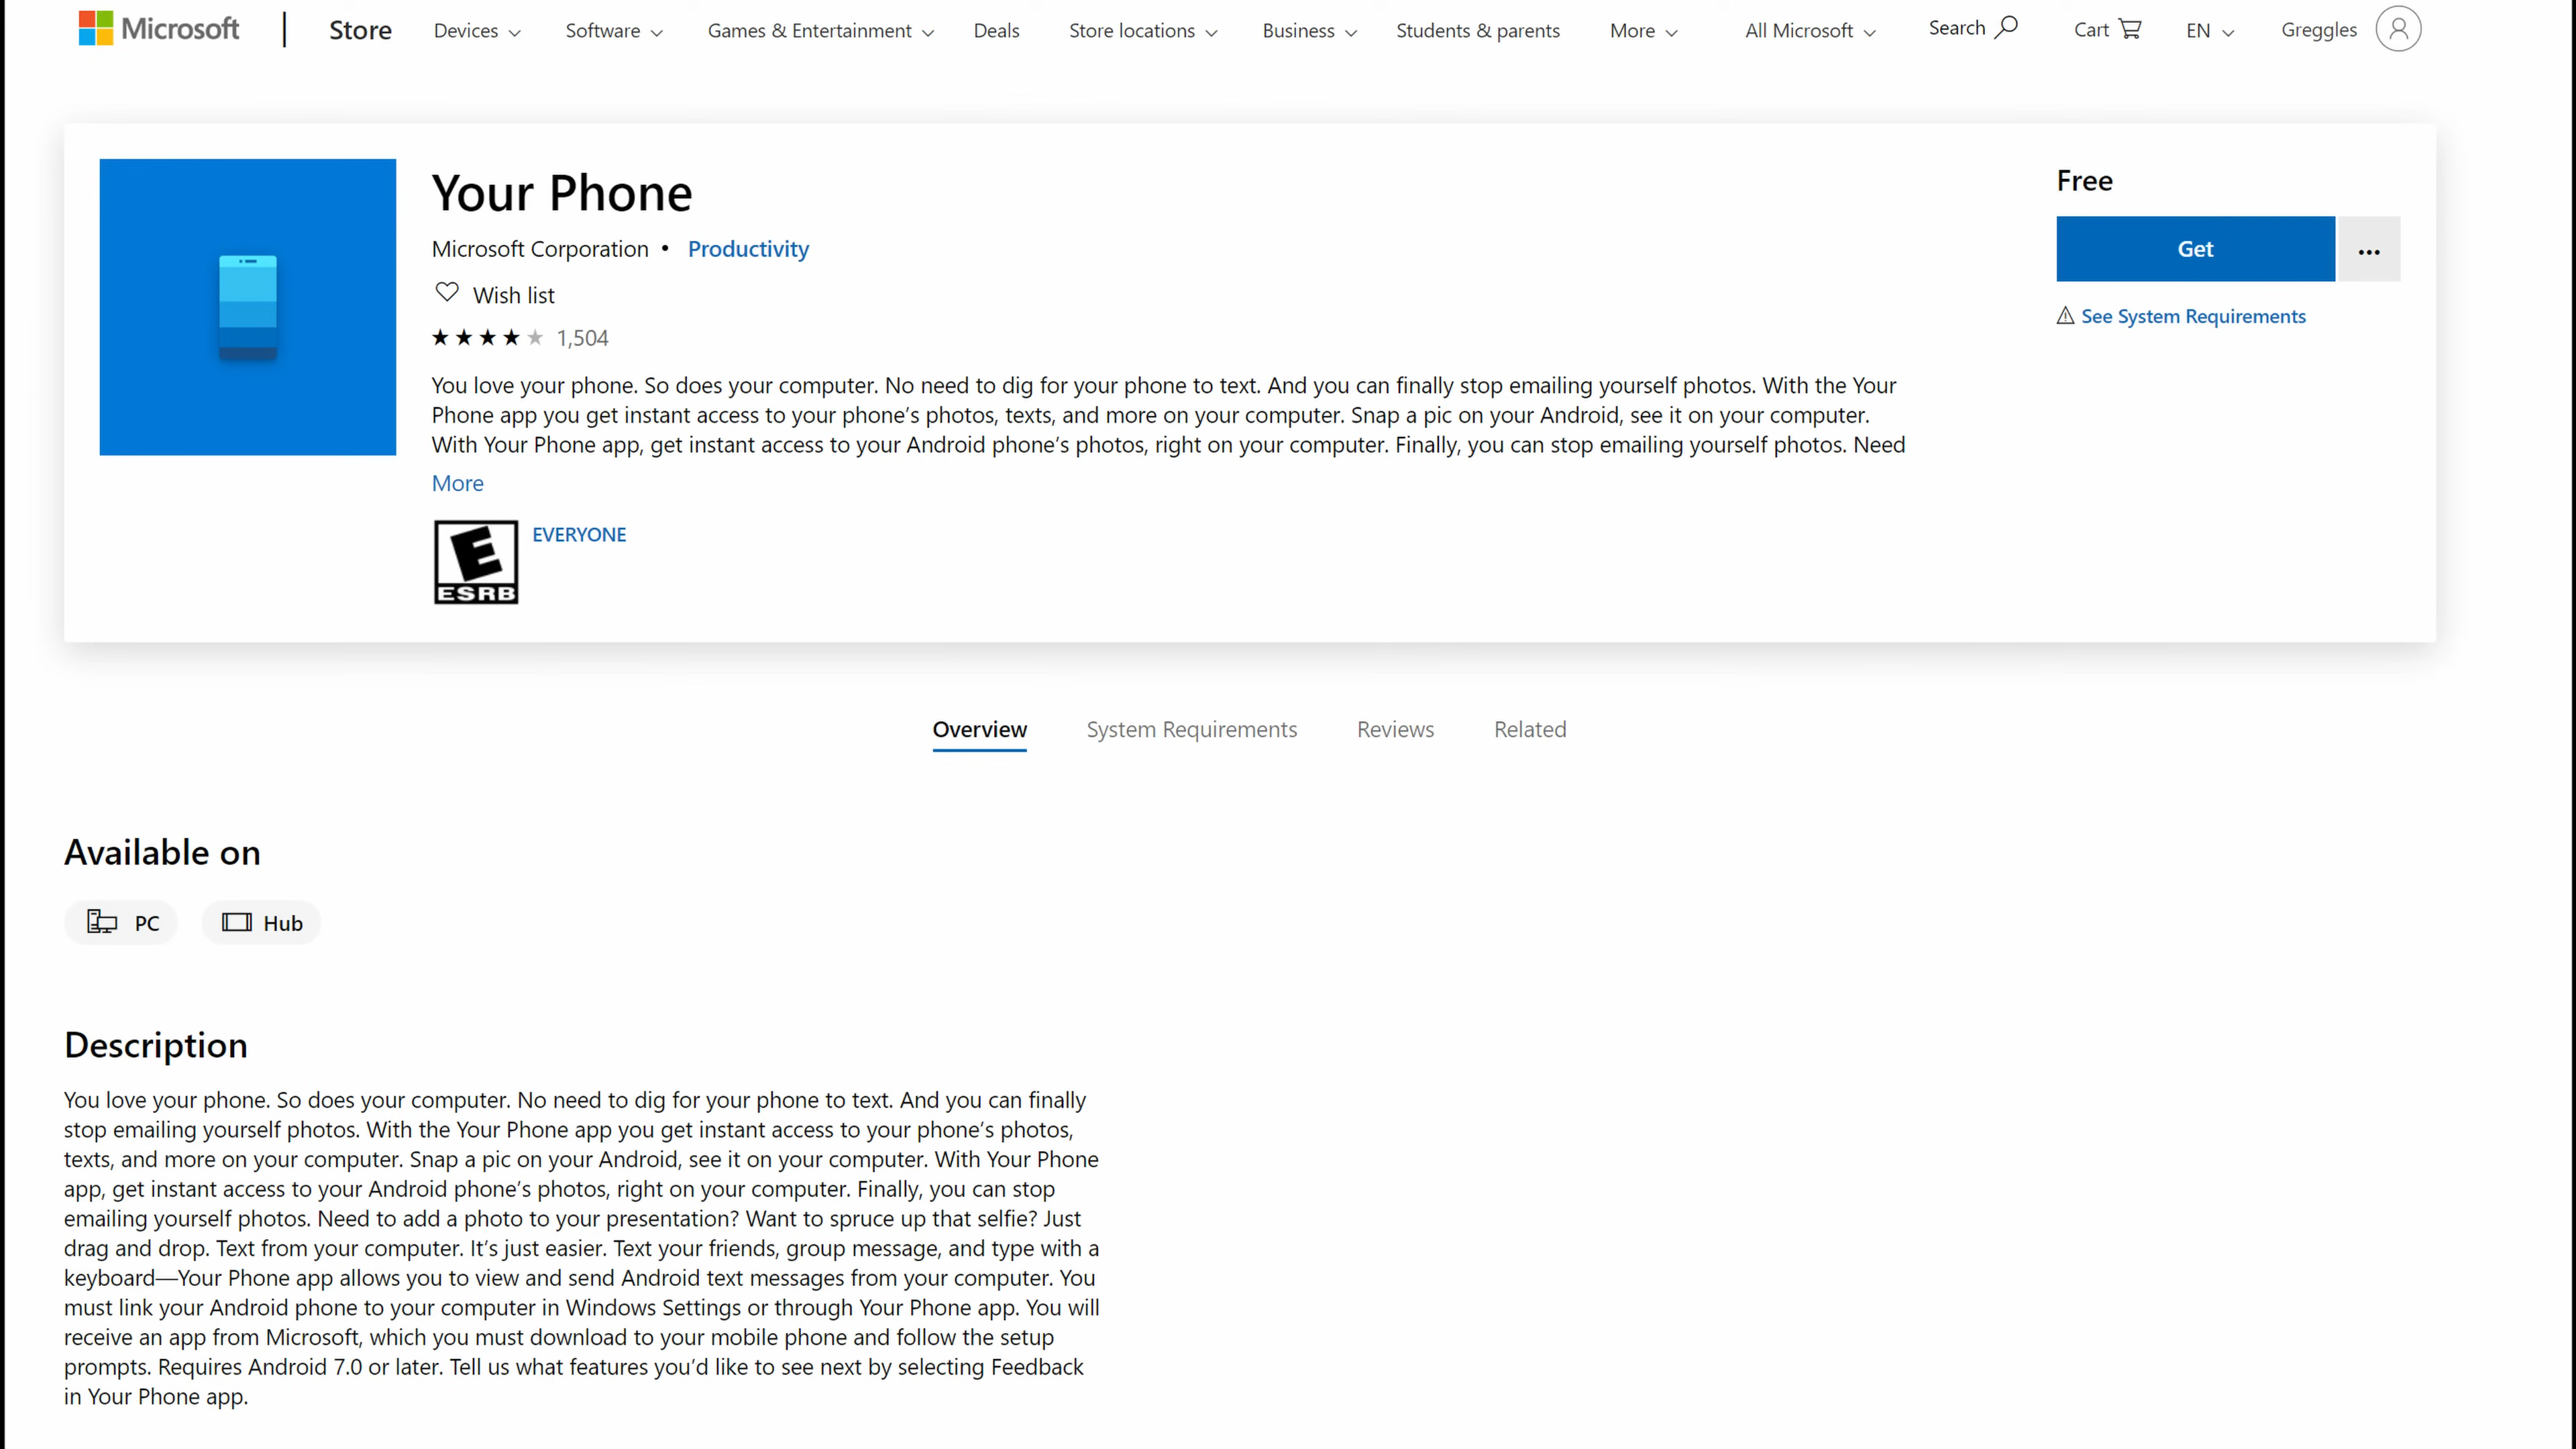 Microsoft | Store Devices Software Games & Entertainment Deals Store locations Business Students & parents More All Microsoft Search Cart EN Greggles
Your Phone
Microsoft Corporation • Productivity
Wish list
1,504
You love your phone. So does your computer. No need to dig for your phone to text. And you can finally stop emailing yourself photos. With the Your
Phone app you get instant access to your phone's photos, texts, and more on your computer. Snap a pic on your Android, see it on your computer.
With Your Phone app, get instant access to your Android phone's photos, right on your computer. Finally, you can stop emailing yourself photos. Need
More
E
ESRB
EVERYONE
Free
Get
...
See System Requirements
Overview System Requirements Reviews Related
Available on
PC Hub
Description
You love your phone. So does your computer. No need to dig for your phone to text. And you can finally
stop emailing yourself photos. With the Your Phone app you get instant access to your phone's photos,
texts, and more on your computer. Snap a pic on your Android, see it on your computer. With Your Phone
app, get instant access to your Android phone's photos, right on your computer. Finally, you can stop
emailing yourself photos. Need to add a photo to your presentation? Want to spruce up that selfie? Just
drag and drop. Text from your computer. It's just easier. Text your friends, group message, and type with a
keyboard—Your Phone app allows you to view and send Android text messages from your computer. You
must link your Android phone to your computer in Windows Settings or through Your Phone app. You will
receive an app from Microsoft, which you must download to your mobile phone and follow the setup
prompts. Requires Android 7.0 or later. Tell us what features you'd like to see next by selecting Feedback
in Your Phone app.